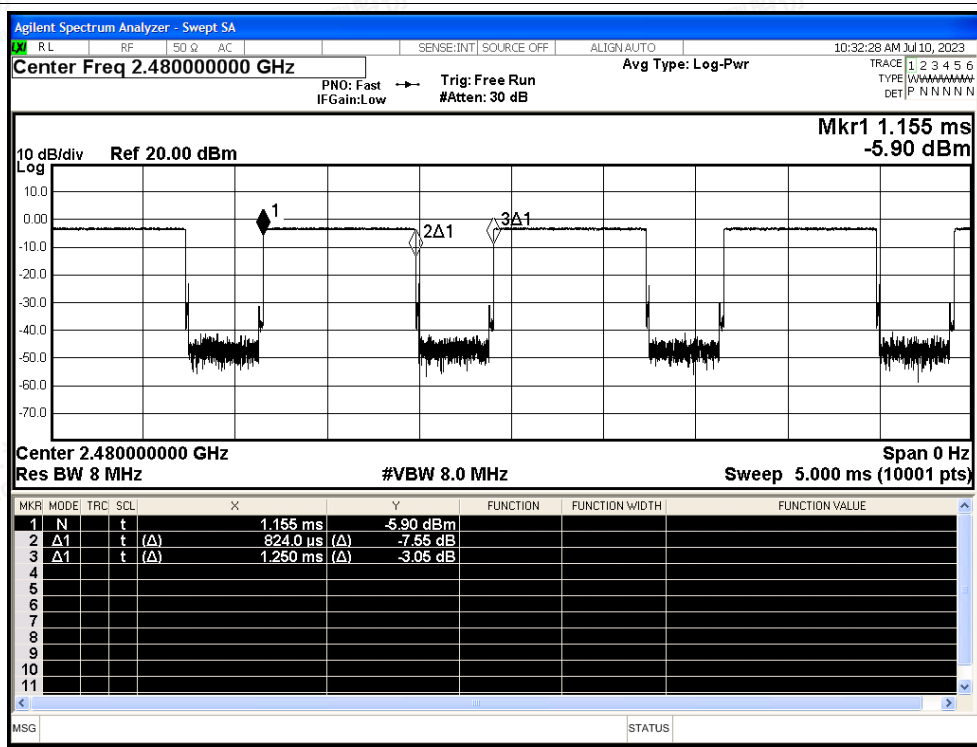 Agilent Spectrum Analyzer - Swept SA
LXI RL RF 50 Ω AC SENSE:INT SOURCE OFF ALIGN AUTO 10:32:28 AM Jul 10, 2023
Center Freq 2.480000000 GHz
PNO: Fast
IFGain:Low
Trig: Free Run
#Atten: 30 dB
Avg Type: Log-Pwr
TRACE 1 2 3 4 5 6
TYPE WWWWWWW
DET P N N N N N
Mkr1 1.155 ms
-5.90 dBm
10 dB/div Ref 20.00 dBm
Log
10.0
0.00
-10.0
-20.0
-30.0
-40.0
-50.0
-60.0
-70.0
1
2Δ1
3Δ1
Center 2.480000000 GHz Span 0 Hz
Res BW 8 MHz #VBW 8.0 MHz Sweep 5.000 ms (10001 pts)
MKR MODE TRC SCL X Y FUNCTION FUNCTION WIDTH FUNCTION VALUE
1 N t 1.155 ms -5.90 dBm
2 Δ1 t (Δ) 824.0 µs (Δ) -7.55 dB
3 Δ1 t (Δ) 1.250 ms (Δ) -3.05 dB
4
5
6
7
8
9
10
11
MSG STATUS